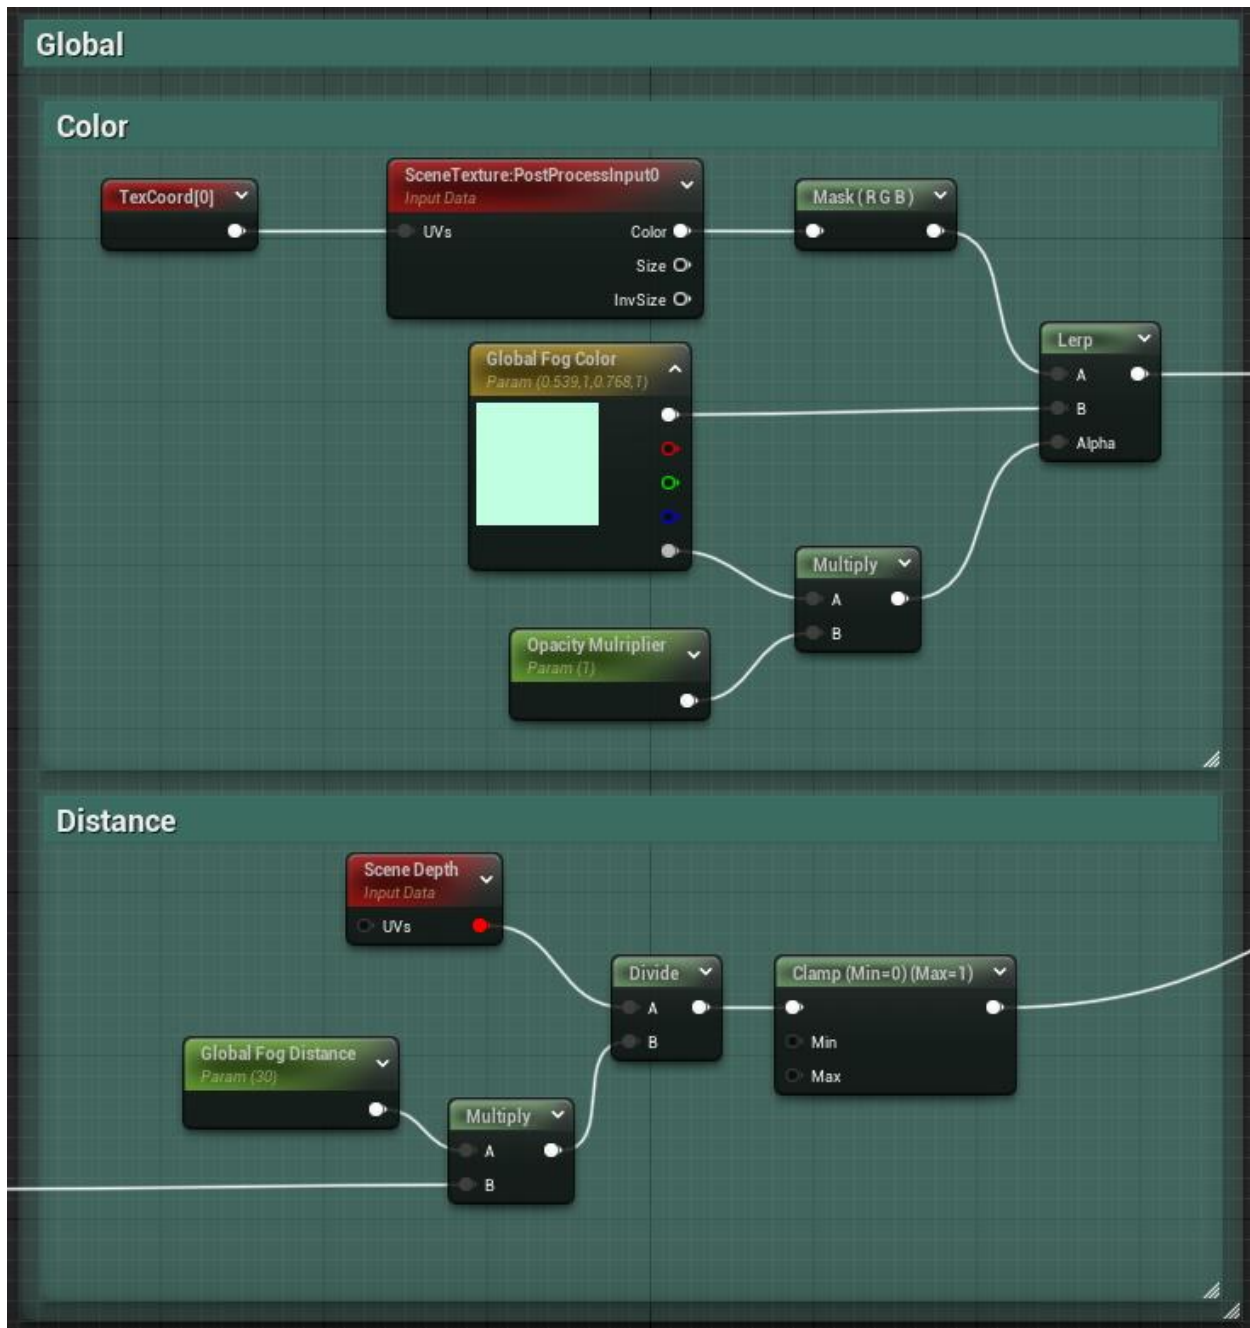 Global
Color
TexCoord[0]
SceneTexture:PostProcessInput0
Input Data
UVs
Color
Size
InvSize
Mask ( R G B )
Global Fog Color
Param (0.539,1,0.768,1)
Lerp
A
B
Alpha
Multiply
A
B
Opacity Mulriplier
Param (1)
Distance
Scene Depth
Input Data
UVs
Divide
A
B
Clamp (Min=0) (Max=1)
Min
Max
Global Fog Distance
Param (30)
Multiply
A
B